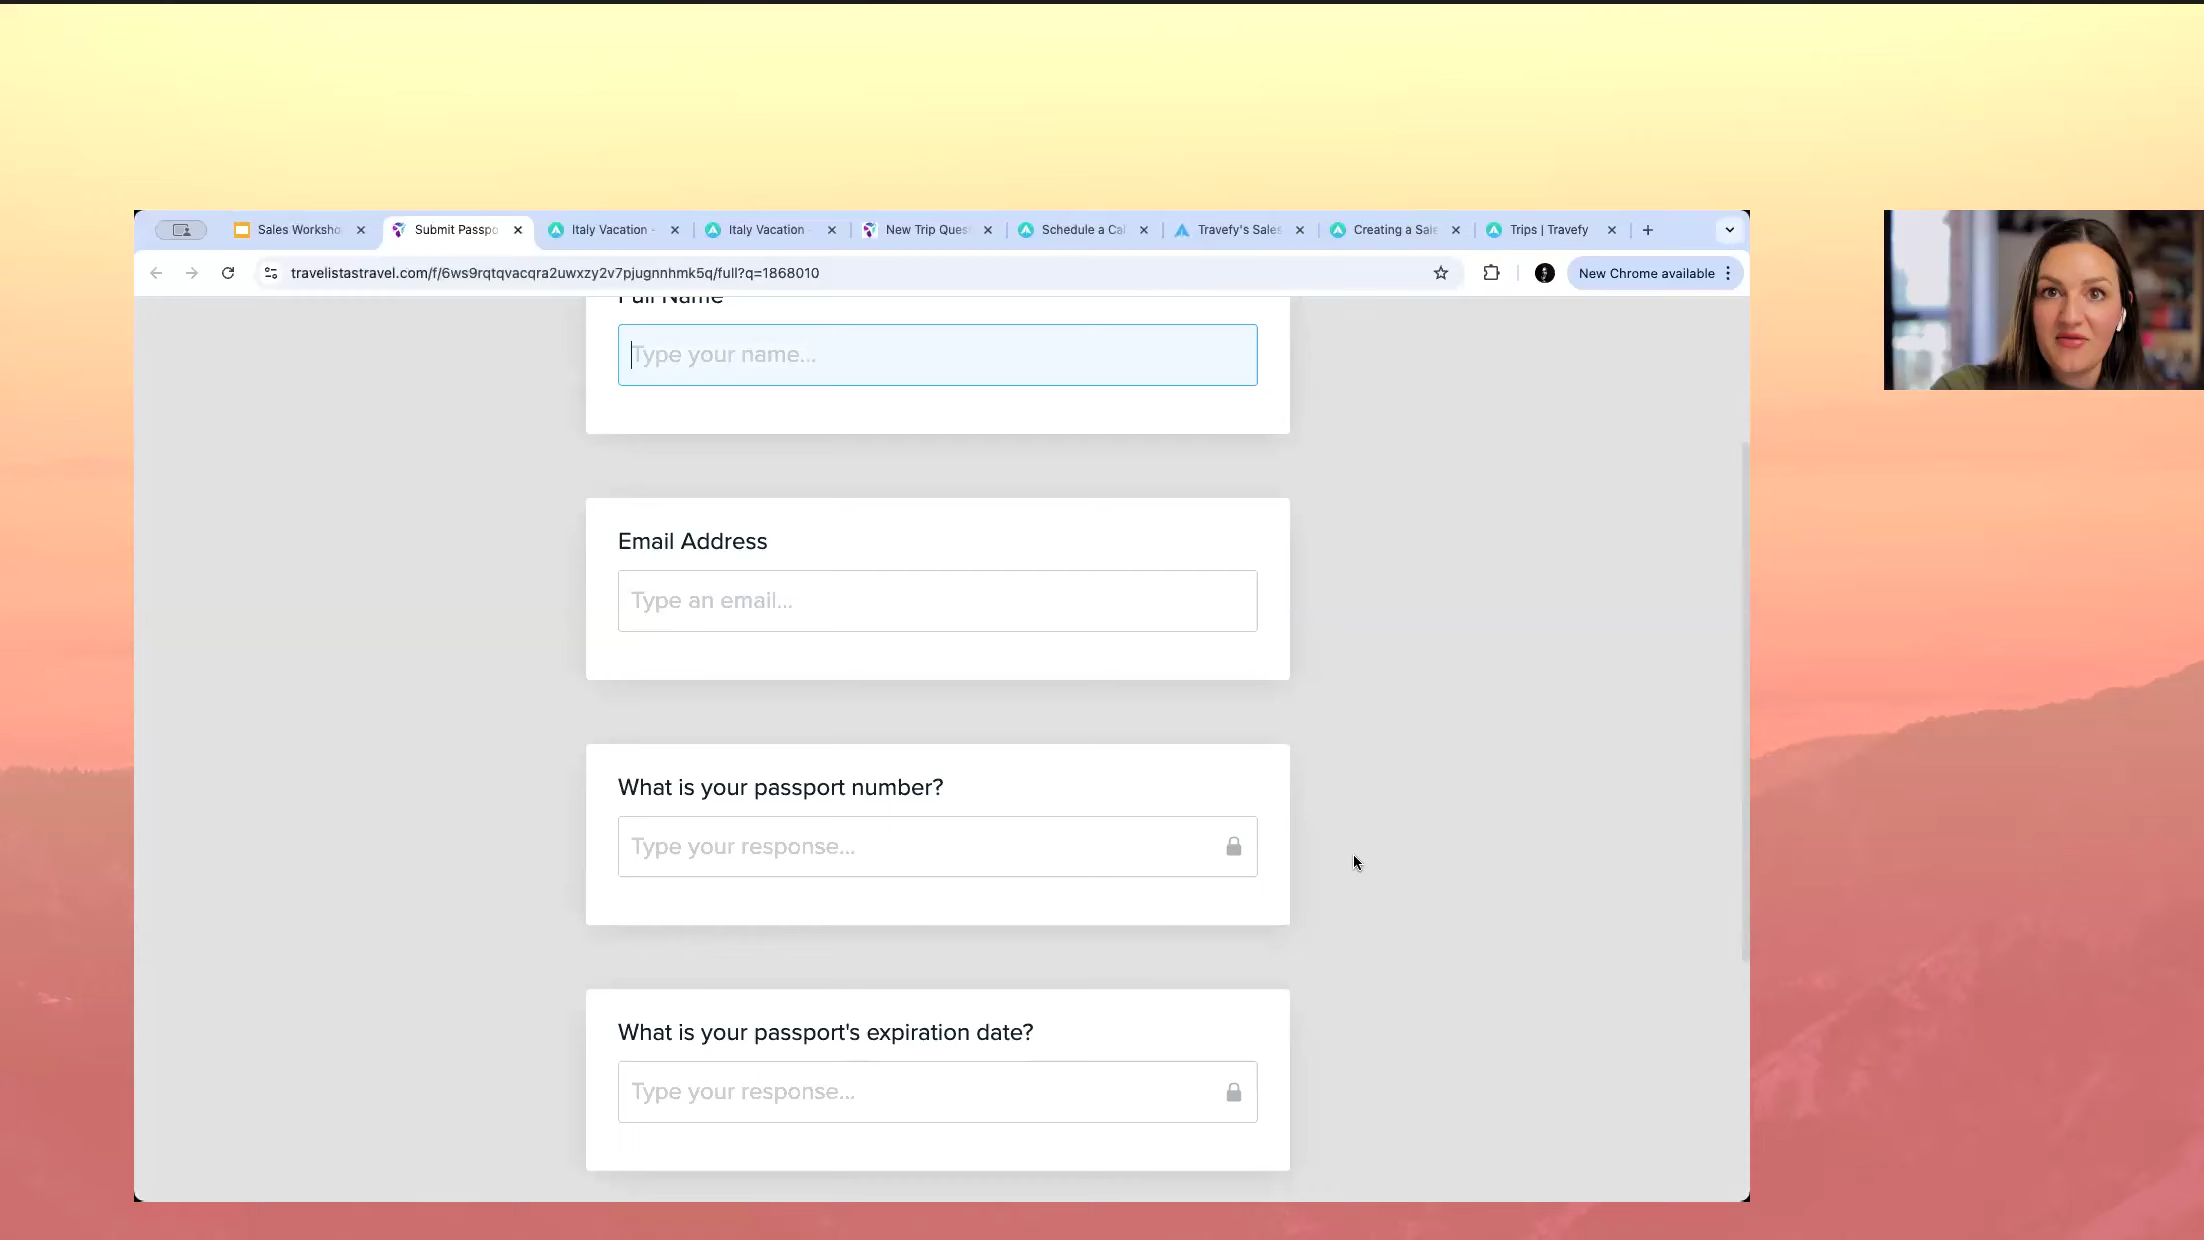 Sales Worksho
Submit Passpo
Italy Vacation -
Italy Vacation
New Trip Ques
Schedule a Cal
Travefy's Sales
Creating a Sale
Trips | Travefy
travelistastravel.com/f/6ws9rqtqvacqra2uwxzy2v7pjugnnhmk5q/full?q=1868010
New Chrome available
Full Name
Type your name...
Email Address
Type an email...
What is your passport number?
Type your response...
What is your passport's expiration date?
Type your response...